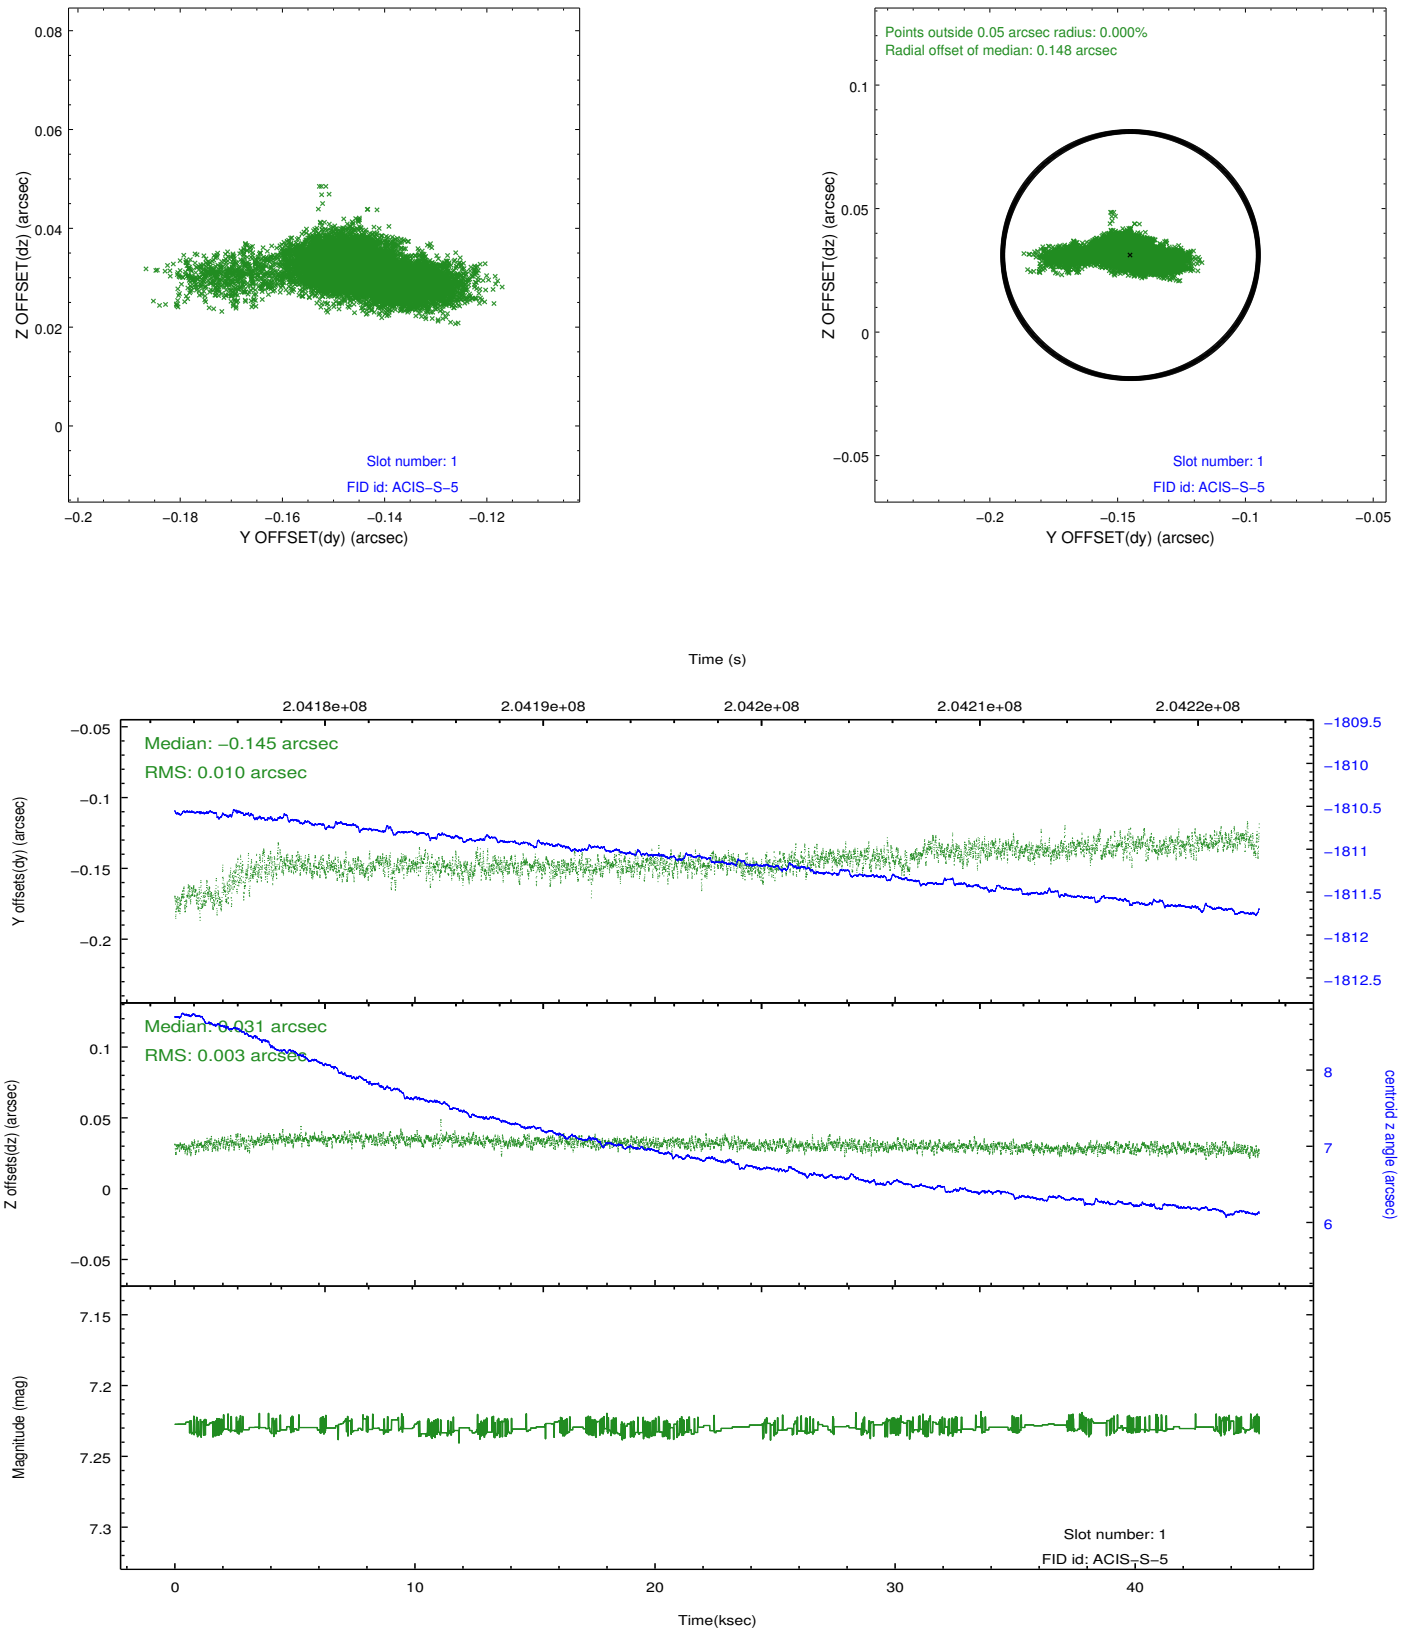 0.08
0.06
0.04
0.02
0
Z OFFSET(dz) (arcsec)
Slot number: 1
FID id: ACIS−S−5
−0.2 −0.18 −0.16 −0.14 −0.12
Y OFFSET(dy) (arcsec)
Points outside 0.05 arcsec radius: 0.000%
Radial offset of median: 0.148 arcsec
0.1
0.05
0
−0.05
Z OFFSET(dz) (arcsec)
Slot number: 1
FID id: ACIS−S−5
−0.2 −0.15 −0.1 −0.05
Y OFFSET(dy) (arcsec)
Time (s)
2.0418e+08 2.0419e+08 2.042e+08 2.0421e+08 2.0422e+08
Median: −0.145 arcsec
RMS: 0.010 arcsec
−0.05
−0.1
−0.15
−0.2
Y offsets(dy) (arcsec)
−1809.5
−1810
−1810.5
−1811
−1811.5
−1812
−1812.5
Median: 0.031 arcsec
RMS: 0.003 arcsec
0.1
0.05
0
−0.05
Z offsets(dz) (arcsec)
8
7
6
centroid z angle (arcsec)
7.15
7.2
7.25
7.3
Magnitude (mag)
Slot number: 1
FID id: ACIS−S−5
0 10 20 30 40
Time(ksec)